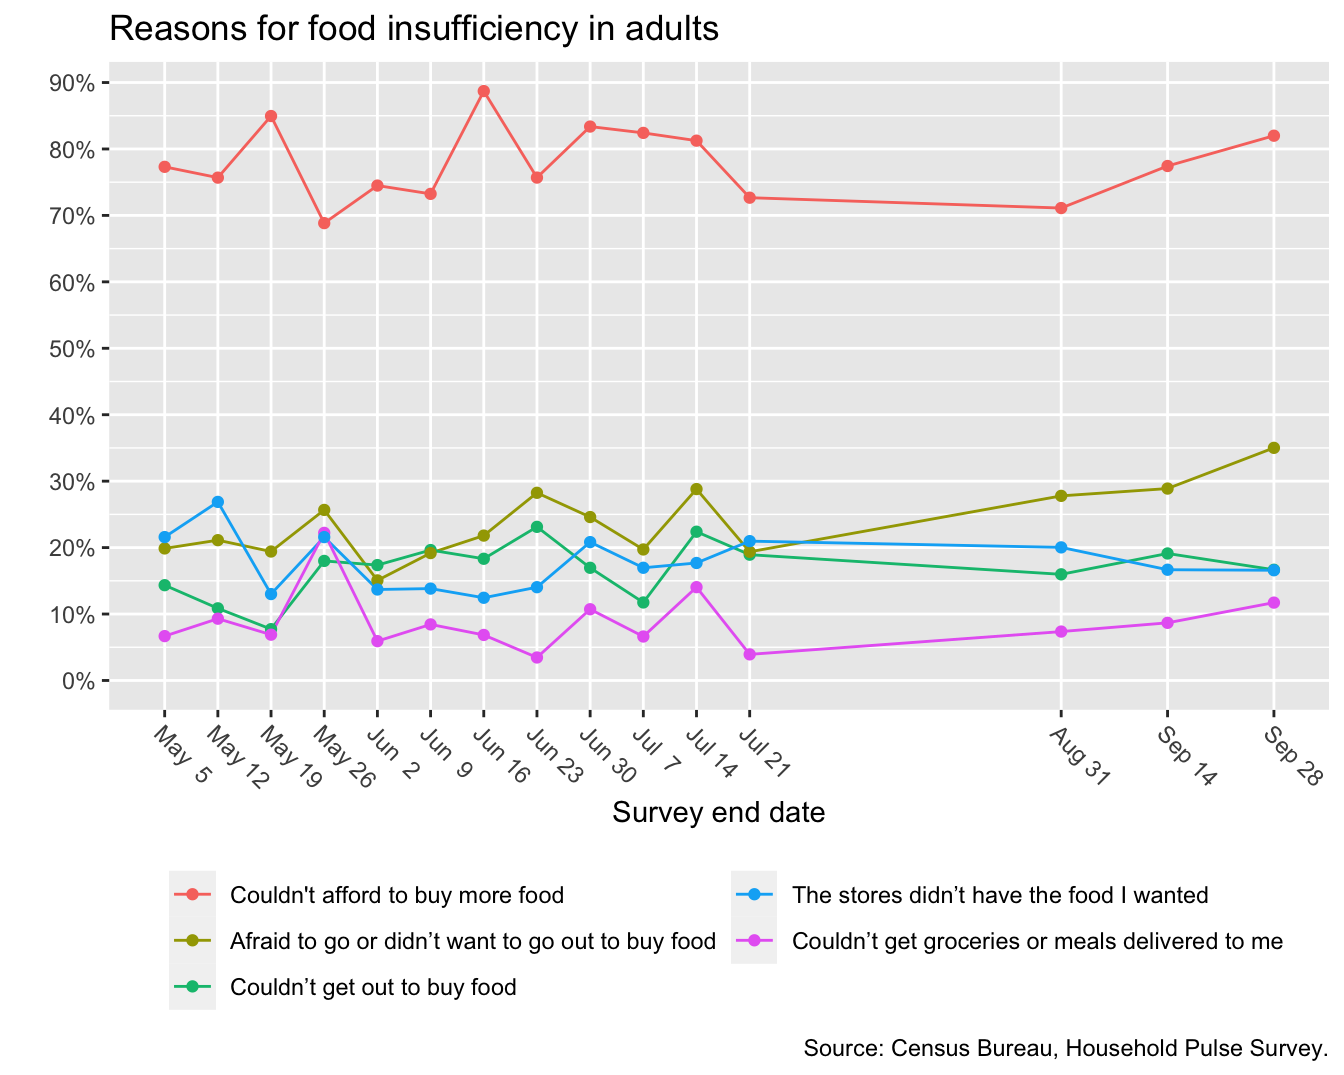 Reasons for food insufficiency in adults
90%
80%
70%
60%
50%
40%
30%
20%
10%
0%
May 5
May 12
May 19
May 26
Jun 2
Jun 9
Jun 16
Jun 23
Jun 30
Jul 7
Jul 14
Jul 21
Aug 31
Sep 14
Sep 28
Survey end date
Couldn't afford to buy more food
Afraid to go or didn’t want to go out to buy food
Couldn’t get out to buy food
The stores didn’t have the food I wanted
Couldn’t get groceries or meals delivered to me
Source: Census Bureau, Household Pulse Survey.